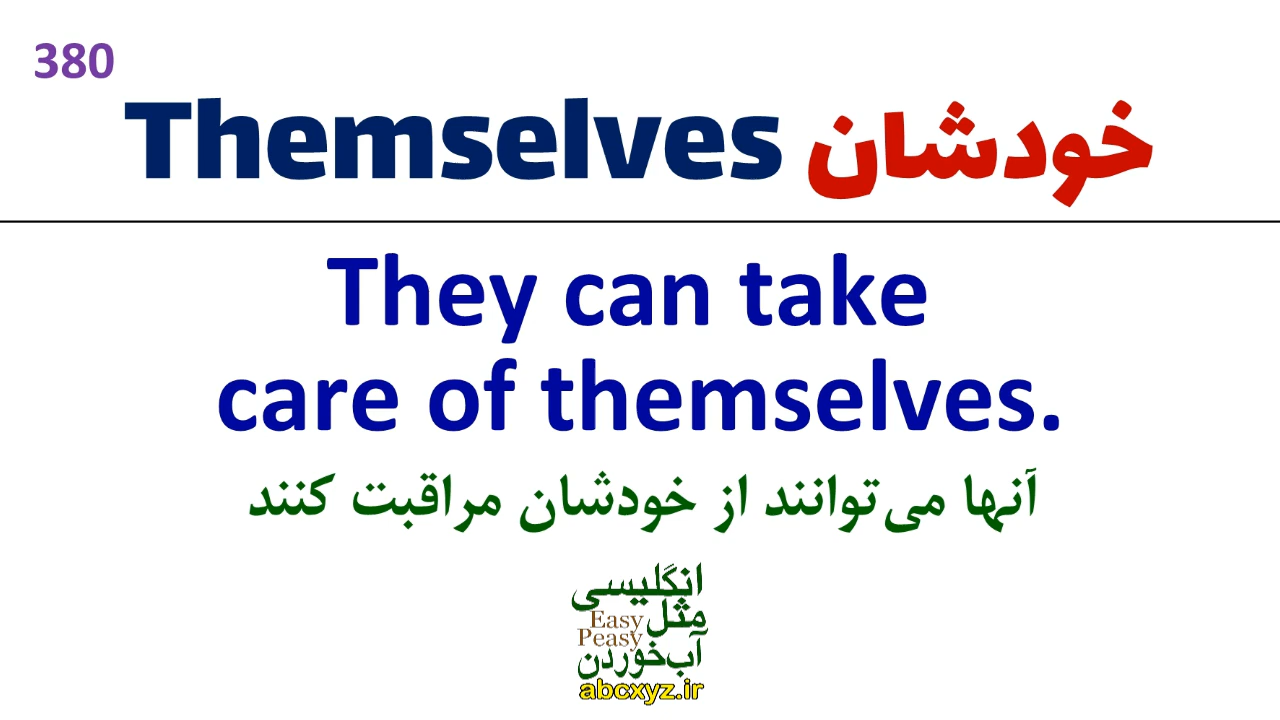 380
Themselves خودشان
They can take
care of themselves.
آنها می‌توانند از خودشان مراقبت کنند
انگلیسی
مثل
Easy
Peasy
آب‌خوردن
abcxyz.ir